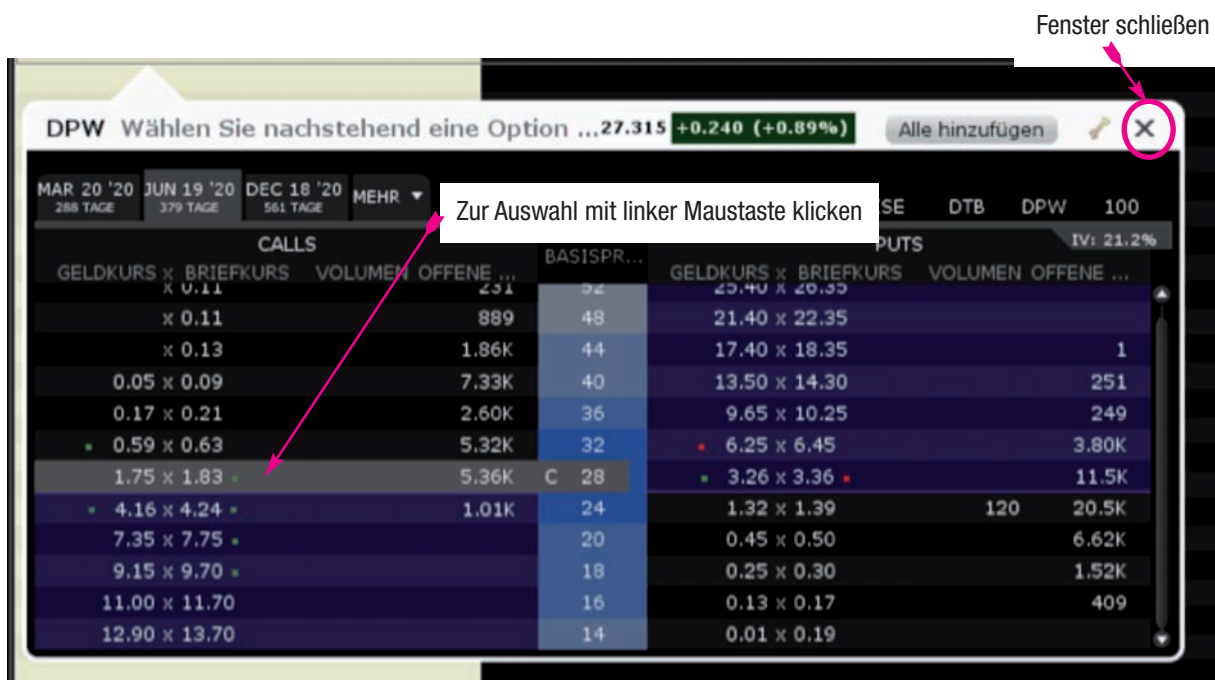 Fenster schließen
DPW Wählen Sie nachstehend eine Option ...27.315 +0.240 (+0.89%) Alle hinzufügen
MAR 20 '20 JUN 19 '20 DEC 18 '20 MEHR
288 TAGE 379 TAGE 561 TAGE
Zur Auswahl mit linker Maustaste klicken
SE DTB DPW 100
CALLS BASISPR... PUTS IV: 21.2%
GELDKURS x BRIEFKURS VOLUMEN OFFENE ... GELDKURS x BRIEFKURS VOLUMEN OFFENE ...
x 0.11 231 52 25.40 x 26.35
x 0.11 889 48 21.40 x 22.35
x 0.13 1.86K 44 17.40 x 18.35 1
0.05 x 0.09 7.33K 40 13.50 x 14.30 251
0.17 x 0.21 2.60K 36 9.65 x 10.25 249
0.59 x 0.63 5.32K 32 6.25 x 6.45 3.80K
1.75 x 1.83 5.36K C 28 3.26 x 3.36 11.5K
4.16 x 4.24 1.01K 24 1.32 x 1.39 120 20.5K
7.35 x 7.75 20 0.45 x 0.50 6.62K
9.15 x 9.70 18 0.25 x 0.30 1.52K
11.00 x 11.70 16 0.13 x 0.17 409
12.90 x 13.70 14 0.01 x 0.19